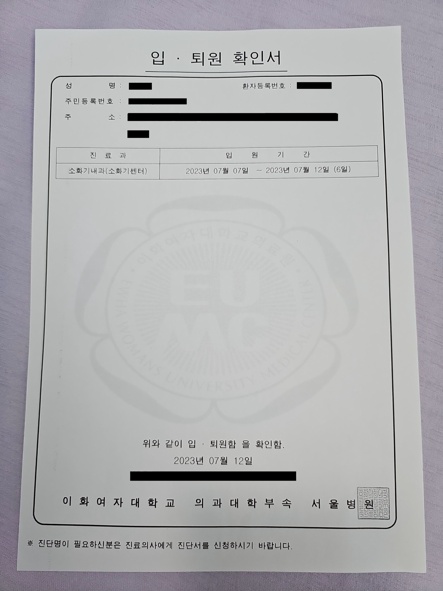 입 · 퇴원 확인서
성 명 :
환자등록번호 :
주민등록번호 :
주 소 :
진 료 과
입 원 기 간
소화기내과(소화기센터)
2023년 07월 07일 - 2023년 07월 12일 (6일)
EU
MC
위와 같이 입 · 퇴원함 을 확인함.
2023년 07월 12일
이 화 여 자 대 학 교 의 과 대 학 부 속 서 울 병 원
※ 진단명이 필요하신분은 진료의사에게 진단서를 신청하시기 바랍니다.